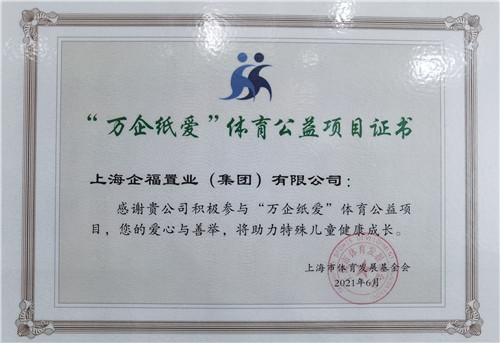 “万企纸爱”体育公益项目证书
上海企福置业（集团）有限公司：
感谢贵公司积极参与“万企纸爱”体育公益项
目，您的爱心与善举，将助力特殊儿童健康成长。
上海市体育发展基金会
2021年6月